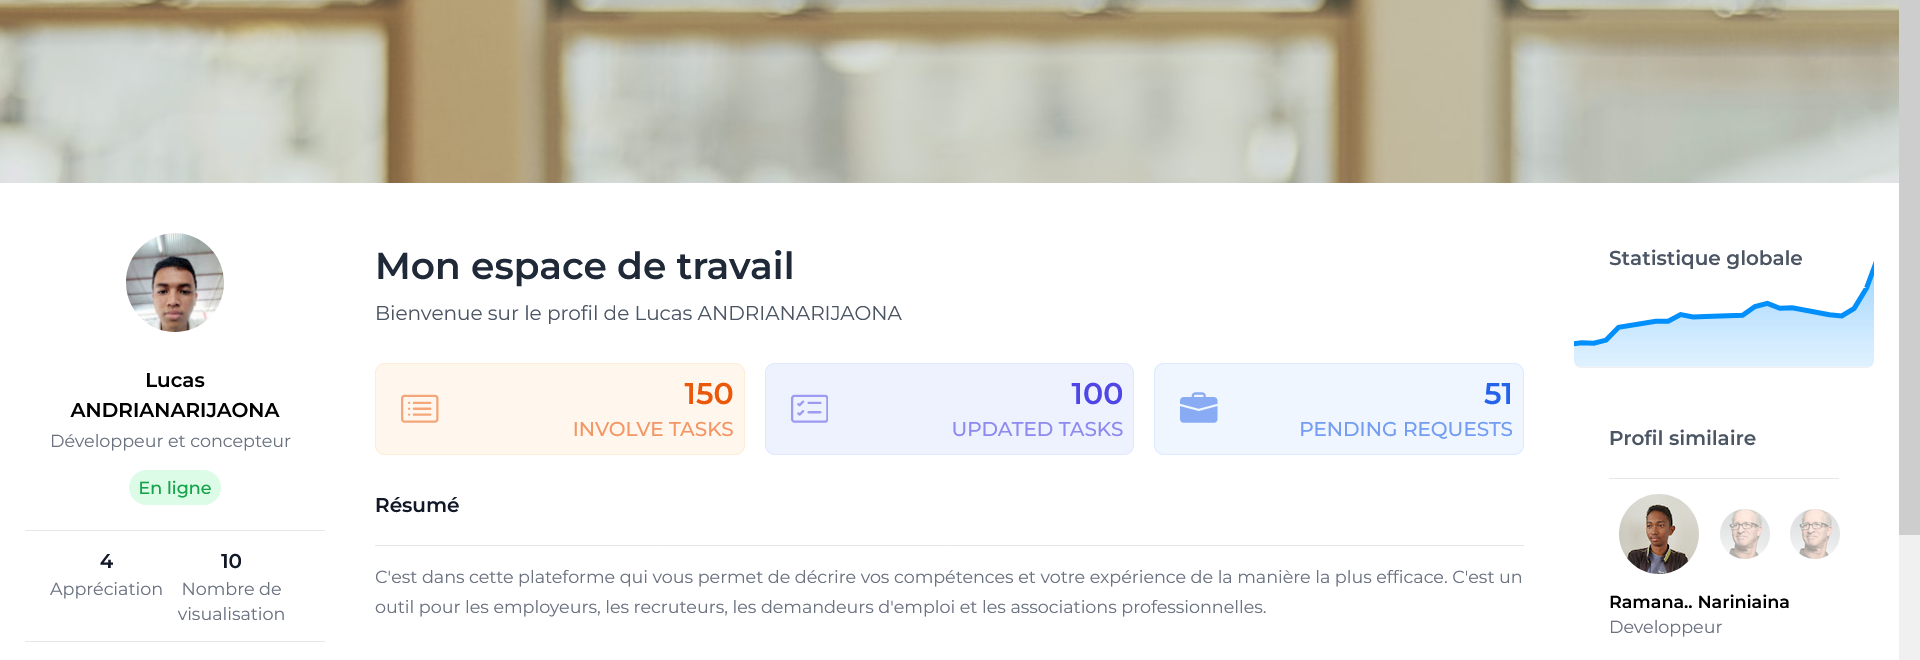 Lucas
ANDRIANARIJAONA
Développeur et concepteur
En ligne
4
Appréciation
10
Nombre de
visualisation
Mon espace de travail
Bienvenue sur le profil de Lucas ANDRIANARIJAONA
150
INVOLVE TASKS
100
UPDATED TASKS
51
PENDING REQUESTS
Résumé
C'est dans cette plateforme qui vous permet de décrire vos compétences et votre expérience de la manière la plus efficace. C'est un
outil pour les employeurs, les recruteurs, les demandeurs d'emploi et les associations professionnelles.
Statistique globale
Profil similaire
Ramana.. Nariniaina
Developpeur